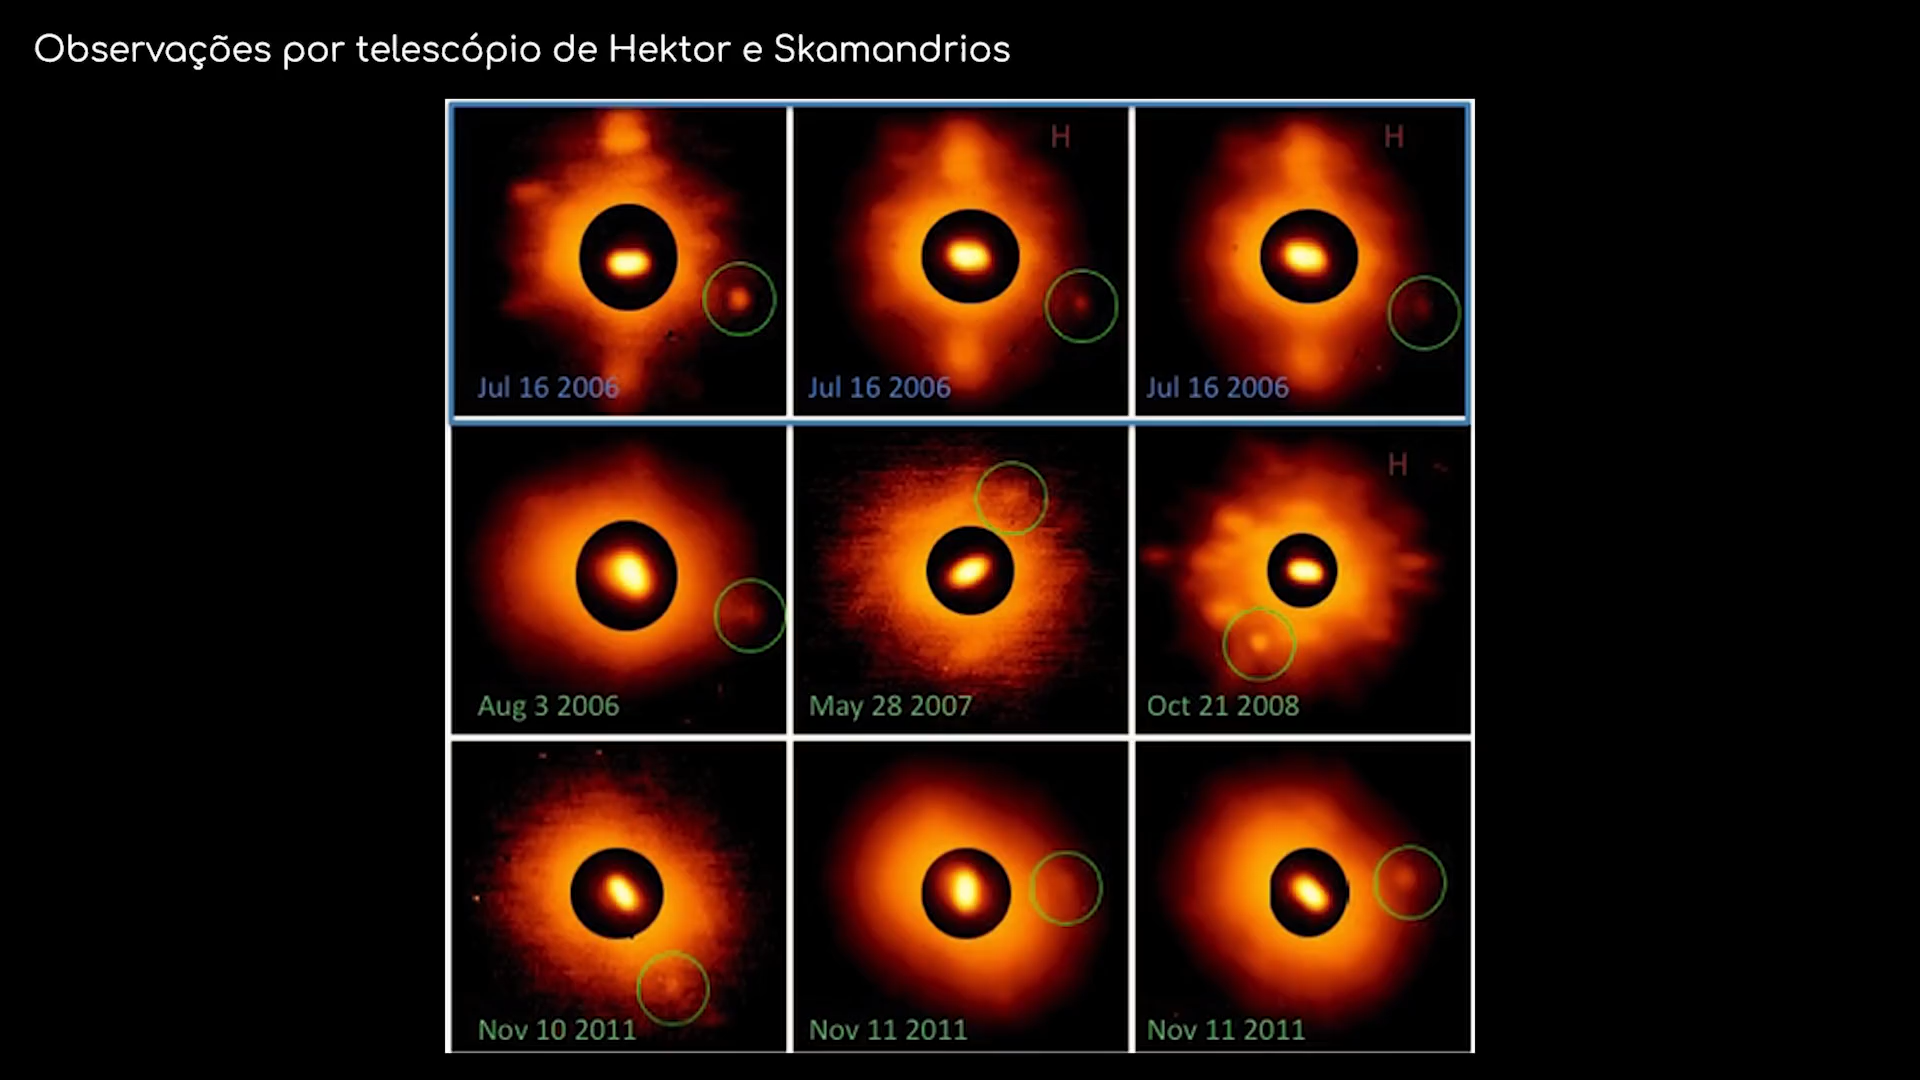 Observações por telescópio de Hektor e Skamandrios
H
H
Jul 16 2006
Jul 16 2006
Jul 16 2006
H
Aug 3 2006
May 28 2007
Oct 21 2008
Nov 10 2011
Nov 11 2011
Nov 11 2011